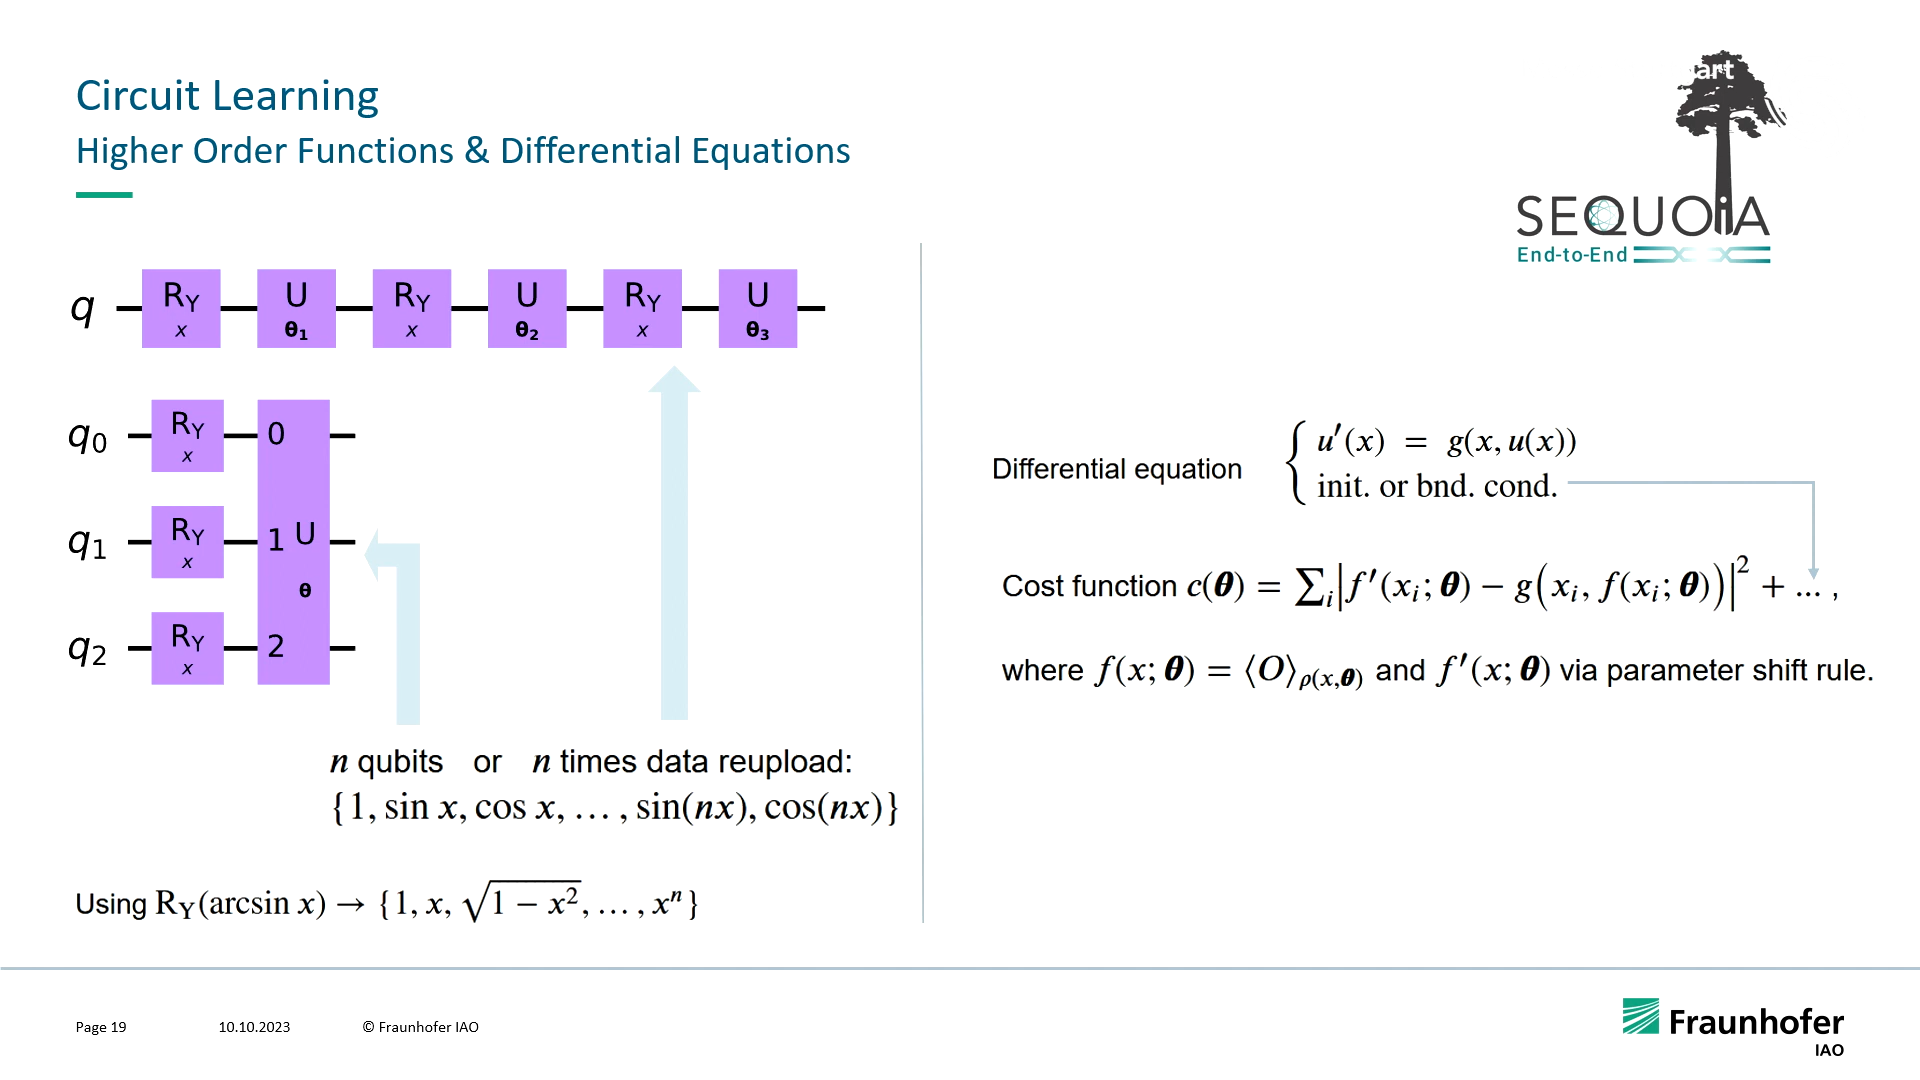 Circuit Learning
Higher Order Functions & Differential Equations
art
SEQUOiA
End-to-End
q R_Y x U θ₁ R_Y x U θ₂ R_Y x U θ₃
q₀ R_Y x 0
q₁ R_Y x 1 U θ
q₂ R_Y x 2
n qubits or n times data reupload:
{1, sin x, cos x, … , sin(nx), cos(nx)}
Using R_Y(arcsin x) → {1, x, √(1 − x²), … , xⁿ}
Differential equation { u′(x) = g(x, u(x))
init. or bnd. cond.
Cost function c(θ) = ∑ᵢ|f′(xᵢ; θ) − g(xᵢ, f(xᵢ; θ))|² + ... ,
where f(x; θ) = ⟨O⟩_ρ(x,θ) and f′(x; θ) via parameter shift rule.
Page 19 10.10.2023 © Fraunhofer IAO
Fraunhofer
IAO